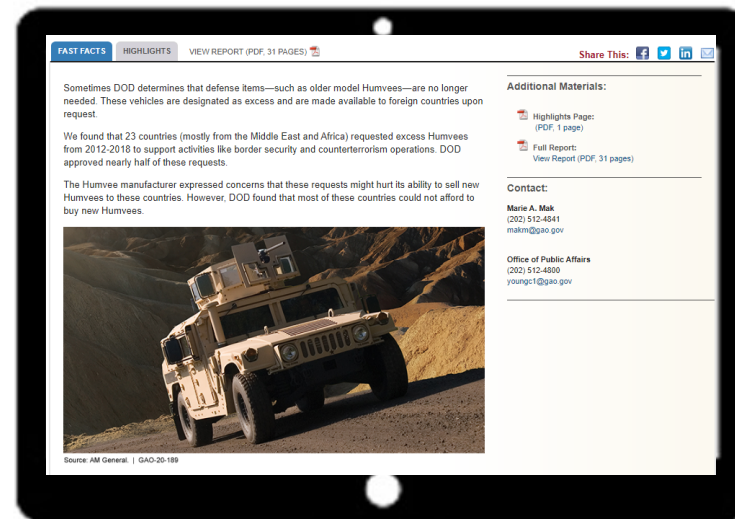 FAST FACTS
HIGHLIGHTS
VIEW REPORT (PDF, 31 PAGES)
Share This:
Sometimes DOD determines that defense items—such as older model Humvees—are no longer
needed. These vehicles are designated as excess and are made available to foreign countries upon
request.
We found that 23 countries (mostly from the Middle East and Africa) requested excess Humvees
from 2012-2018 to support activities like border security and counterterrorism operations. DOD
approved nearly half of these requests.
The Humvee manufacturer expressed concerns that these requests might hurt its ability to sell new
Humvees to these countries. However, DOD found that most of these countries could not afford to
buy new Humvees.
Source: AM General. | GAO-20-189
Additional Materials:
Highlights Page:
(PDF, 1 page)
Full Report:
View Report (PDF, 31 pages)
Contact:
Marie A. Mak
(202) 512-4841
makm@gao.gov
Office of Public Affairs
(202) 512-4800
youngc1@gao.gov